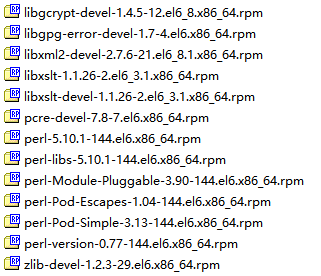 libgcrypt-devel-1.4.5-12.el6_8.x86_64.rpm
libgpg-error-devel-1.7-4.el6.x86_64.rpm
libxml2-devel-2.7.6-21.el6_8.1.x86_64.rpm
libxslt-1.1.26-2.el6_3.1.x86_64.rpm
libxslt-devel-1.1.26-2.el6_3.1.x86_64.rpm
pcre-devel-7.8-7.el6.x86_64.rpm
perl-5.10.1-144.el6.x86_64.rpm
perl-libs-5.10.1-144.el6.x86_64.rpm
perl-Module-Pluggable-3.90-144.el6.x86_64.rpm
perl-Pod-Escapes-1.04-144.el6.x86_64.rpm
perl-Pod-Simple-3.13-144.el6.x86_64.rpm
perl-version-0.77-144.el6.x86_64.rpm
zlib-devel-1.2.3-29.el6.x86_64.rpm